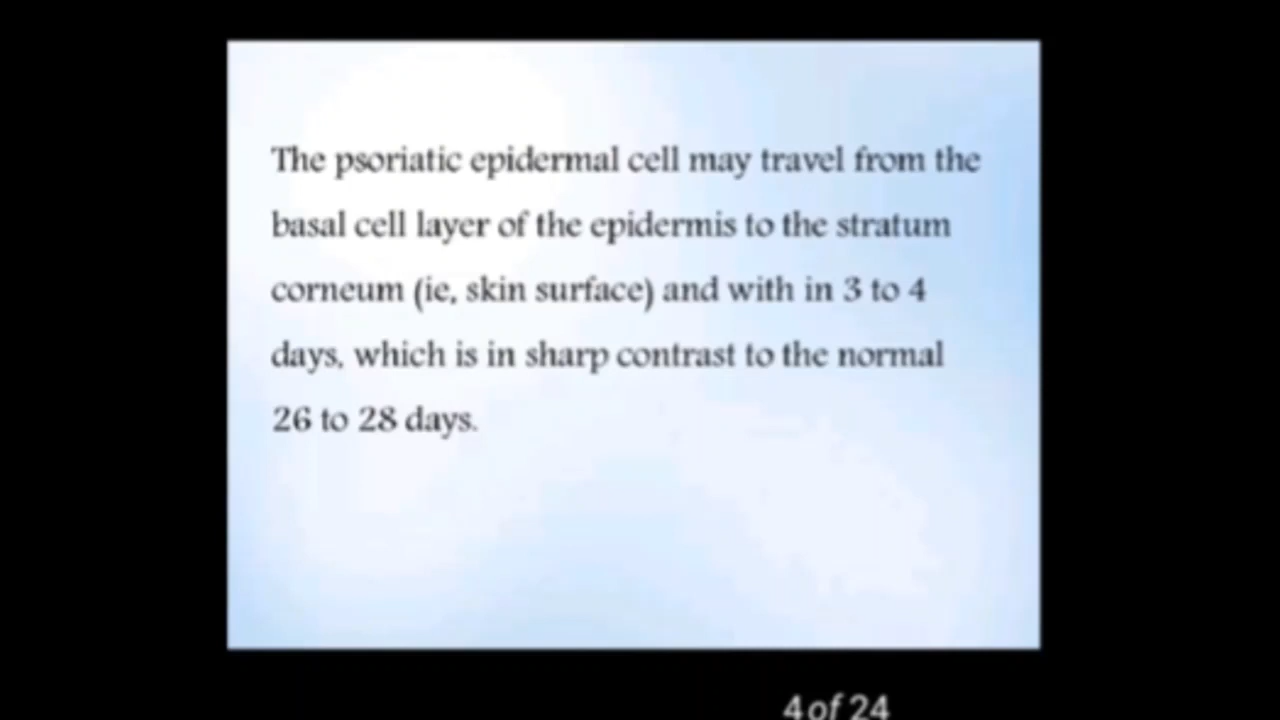 The psoriatic epidermal cell may travel from the
basal cell layer of the epidermis to the stratum
corneum (ie, skin surface) and with in 3 to 4
days, which is in sharp contrast to the normal
26 to 28 days.
4 of 24